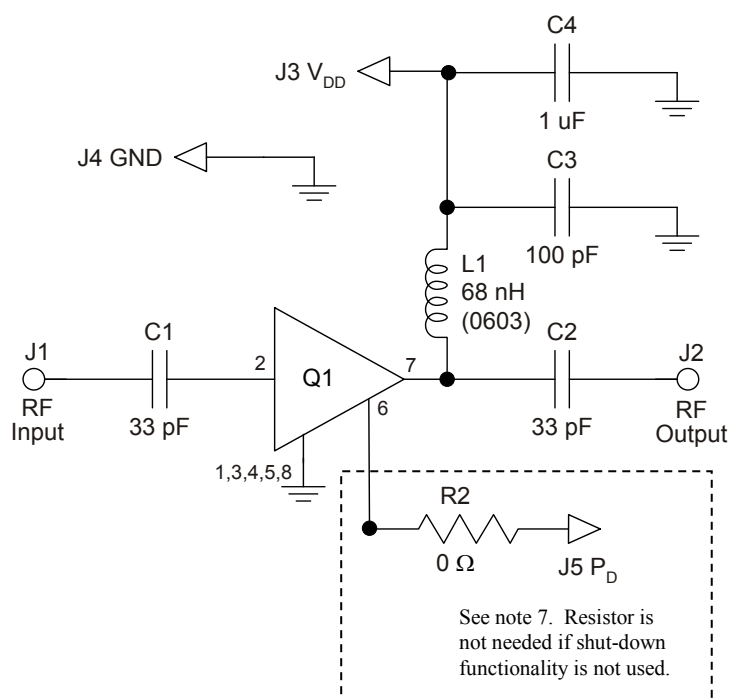 C4
J3 V_DD
1 uF
J4 GND
C3
100 pF
L1
68 nH
(0603)
C1
C2
J1
2
Q1
7
J2
RF
Input
33 pF
6
33 pF
RF
Output
1,3,4,5,8
R2
0 Ω
J5 P_D
See note 7. Resistor is
not needed if shut-down
functionality is not used.